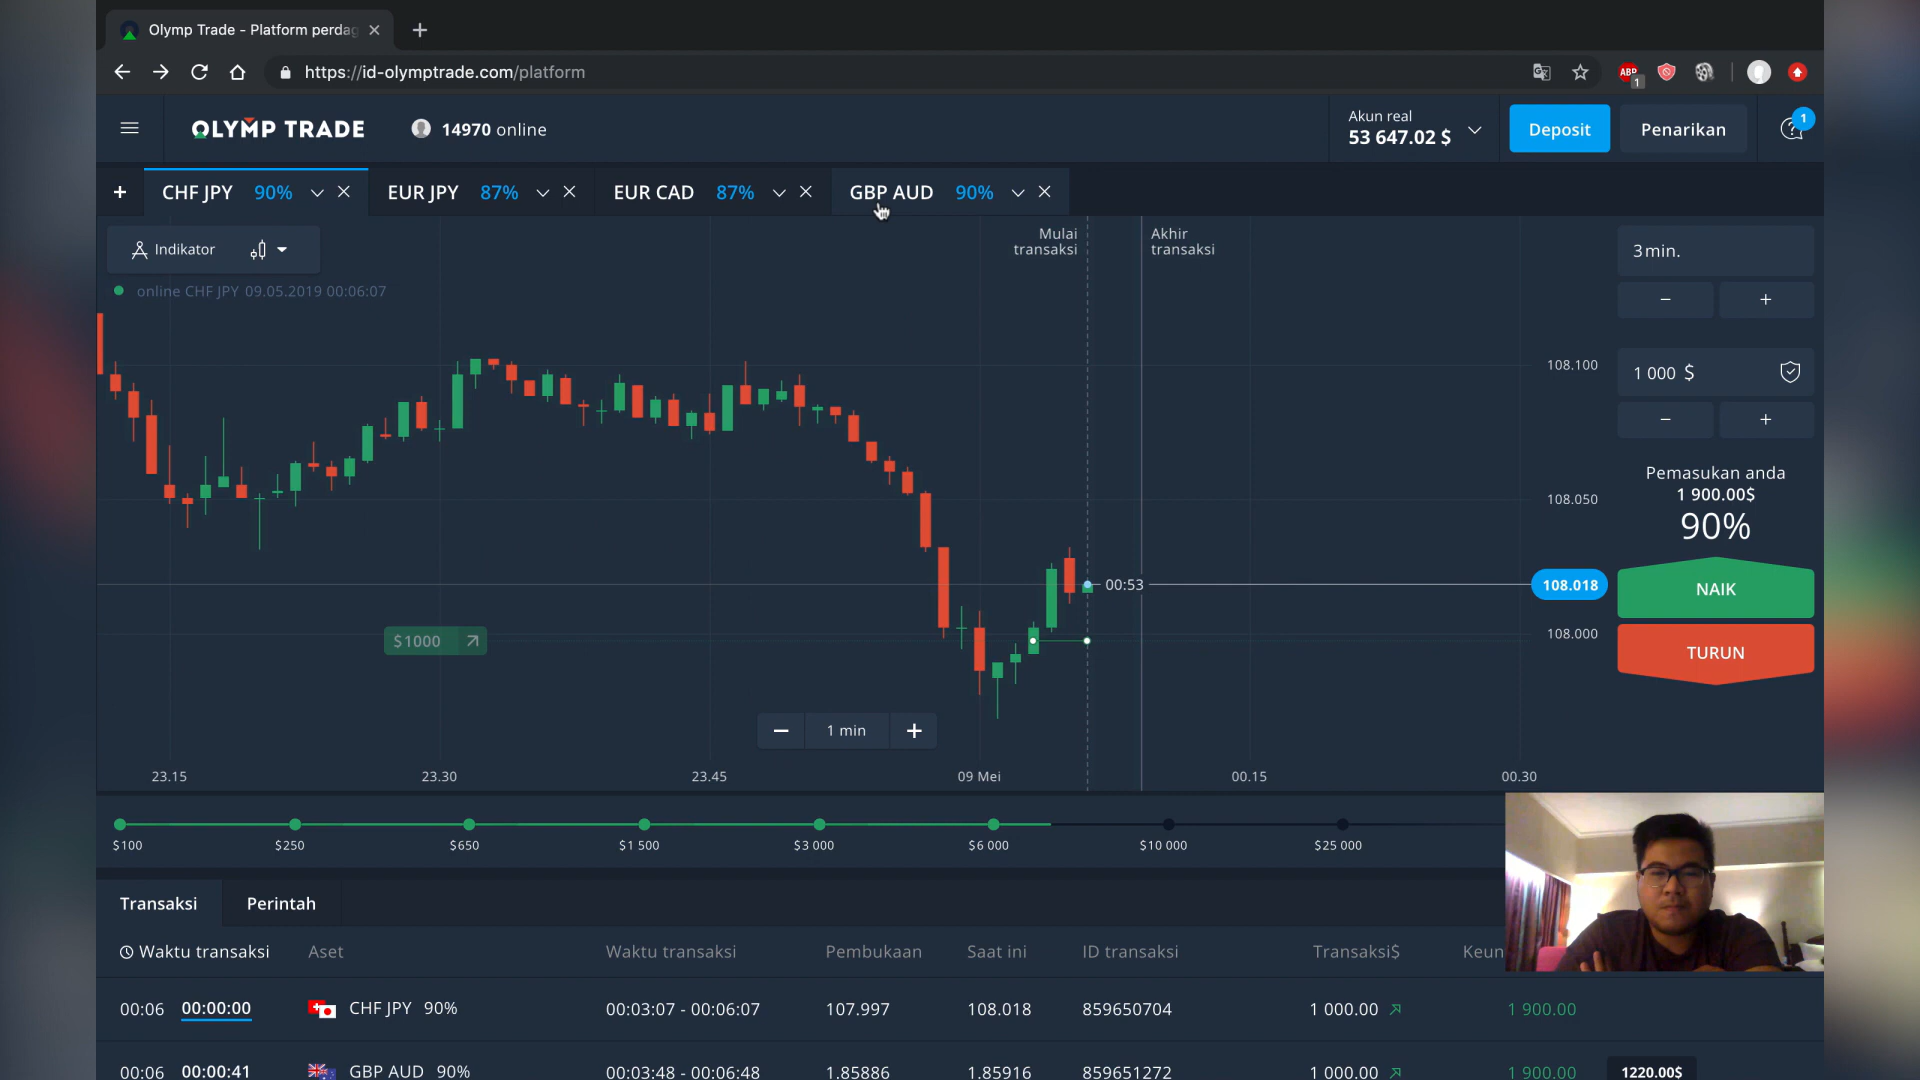 Olymp Trade - Platform perdag
https://id-olymptrade.com/platform
ABP
1
OLYMP TRADE
14970 online
Akun real
53 647.02 $
Deposit
Penarikan
1
CHF JPY 90%
EUR JPY 87%
EUR CAD 87%
GBP AUD 90%
Indikator
online CHF JPY 09.05.2019 00:06:07
Mulai
transaksi
Akhir
transaksi
3 min.
1 000 $
Pemasukan anda
1 900.00$
90%
NAIK
TURUN
108.100
108.050
108.018
108.000
00:53
$1000
1 min
23.15
23.30
23.45
09 Mei
00.15
00.30
$100
$250
$650
$1 500
$3 000
$6 000
$10 000
$25 000
Transaksi
Perintah
Waktu transaksi Aset Waktu transaksi Pembukaan Saat ini ID transaksi Transaksi$ Keun
00:06 00:00:00 CHF JPY 90% 00:03:07 - 00:06:07 107.997 108.018 859650704 1 000.00 1 900.00
00:06 00:00:41 GBP AUD 90% 00:03:48 - 00:06:48 1.85886 1.85916 859651272 1 000.00 1 900.00 1220.00$